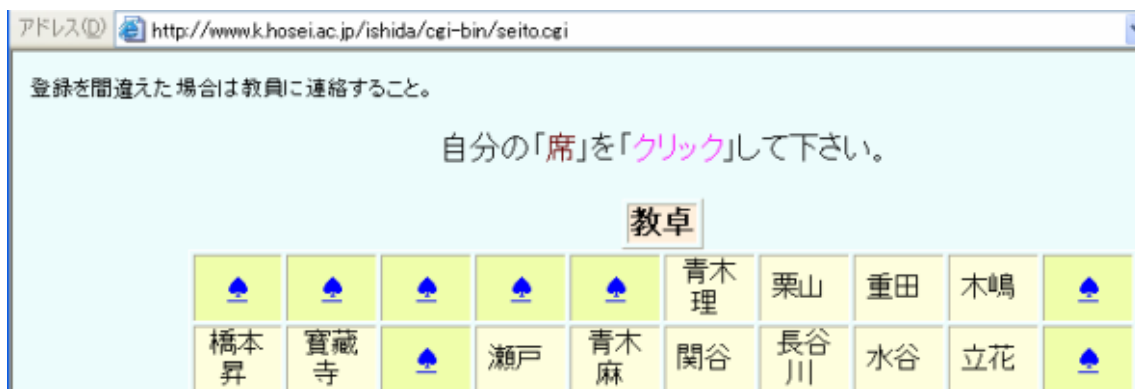 アドレス(D) http://www.k.hosei.ac.jp/ishida/cgi-bin/seito.cgi
登録を間違えた場合は教員に連絡すること。
自分の「席」を「クリック」して下さい。
教卓
♠ ♠ ♠ ♠ ♠ 青木理 栗山 重田 木嶋 ♠
橋本昇 寳藏寺 ♠ 瀬戸 青木麻 関谷 長谷川 水谷 立花 ♠